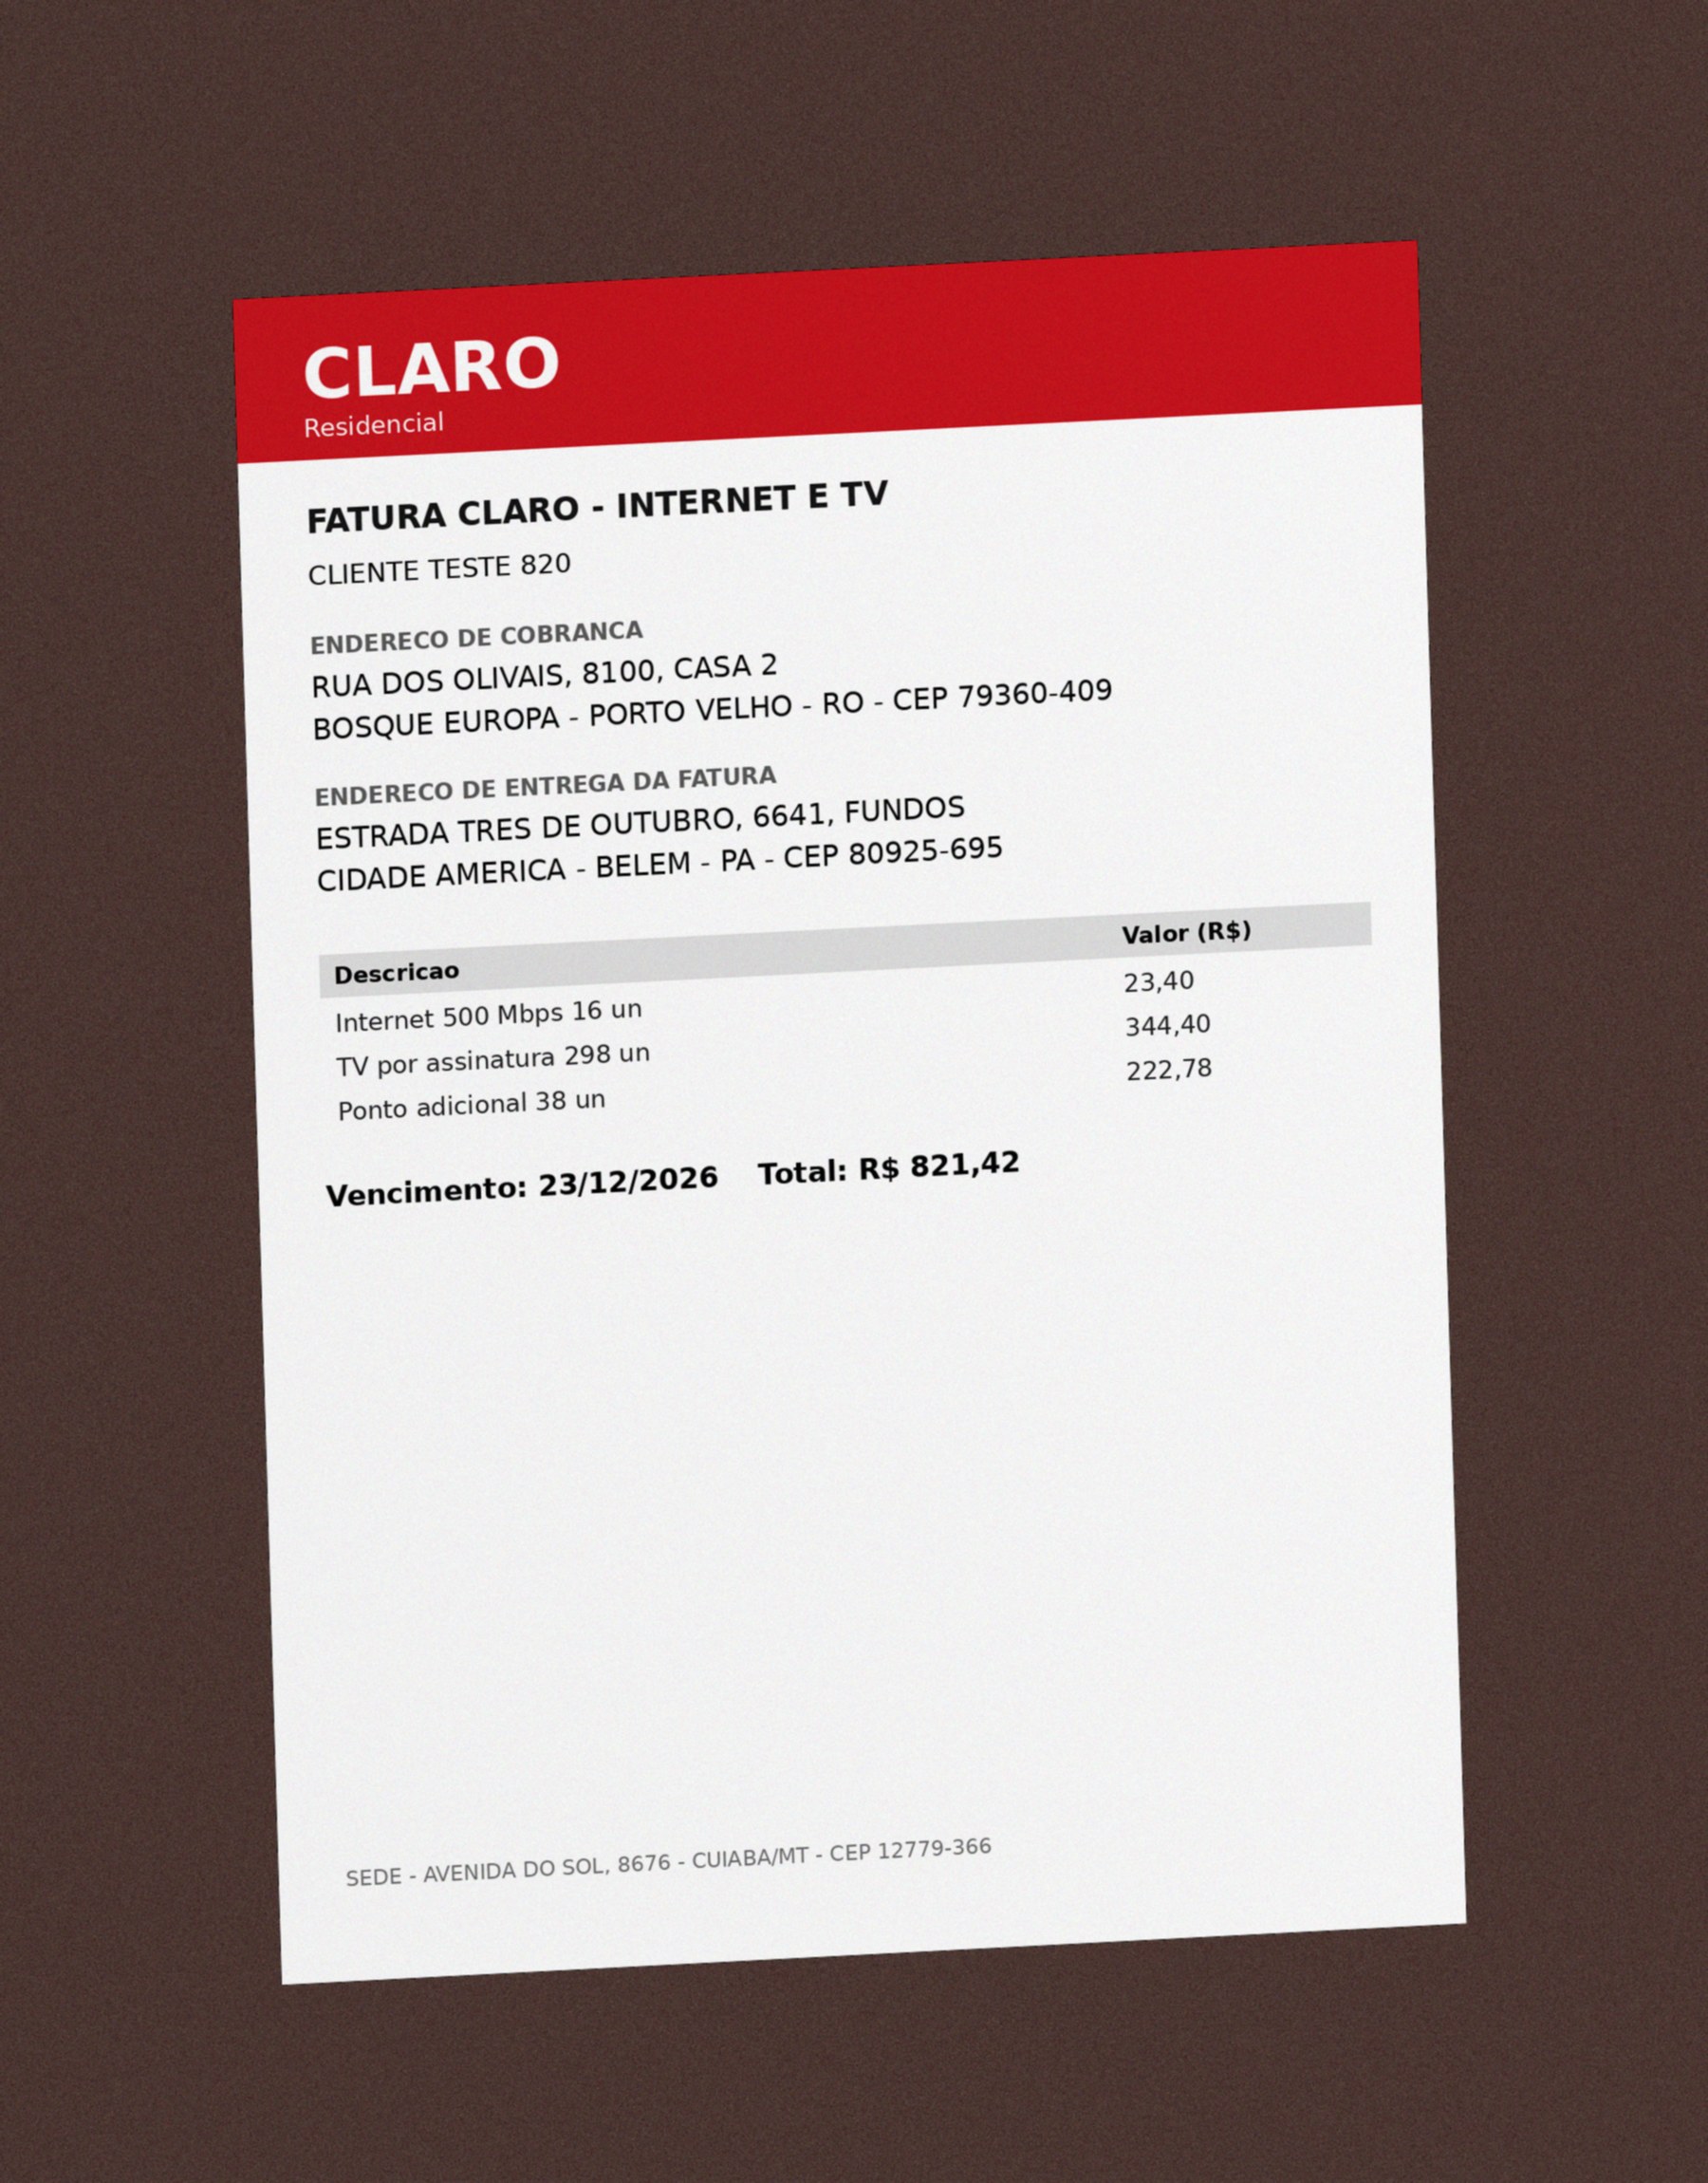 CLARO
Residencial
FATURA CLARO - INTERNET E TV
CLIENTE TESTE 820
ENDERECO DE COBRANCA
RUA DOS OLIVAIS, 8100, CASA 2
BOSQUE EUROPA - PORTO VELHO - RO - CEP 79360-409
ENDERECO DE ENTREGA DA FATURA
ESTRADA TRES DE OUTUBRO, 6641, FUNDOS
CIDADE AMERICA - BELEM - PA - CEP 80925-695
Descricao Valor (R$)
Internet 500 Mbps 16 un 23,40
TV por assinatura 298 un 344,40
Ponto adicional 38 un 222,78
Vencimento: 23/12/2026 Total: R$ 821,42
SEDE - AVENIDA DO SOL, 8676 - CUIABA/MT - CEP 12779-366